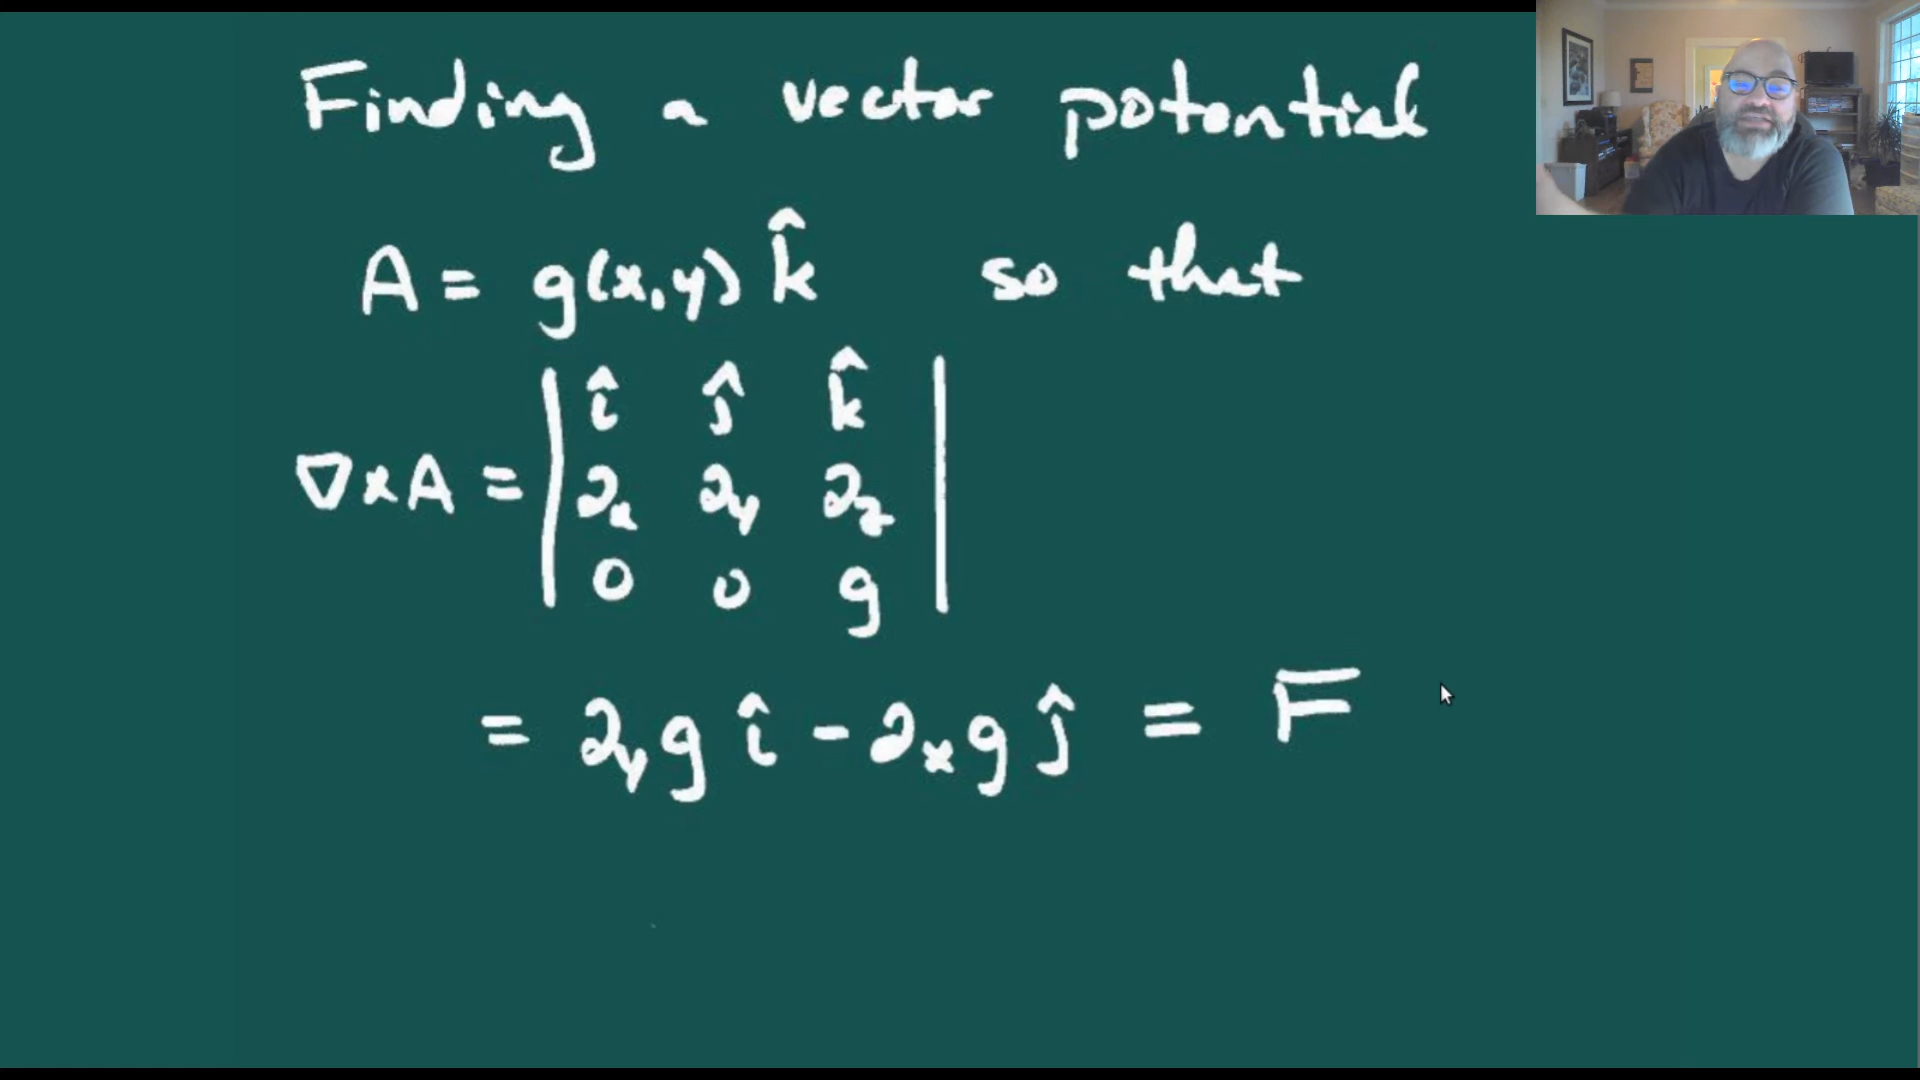 Finding a vector potential
A = g(x,y) k̂ so that
∇×A = | î ĵ k̂ |
| ∂x ∂y ∂z |
| 0 0 g |
= ∂y g î - ∂x g ĵ = F